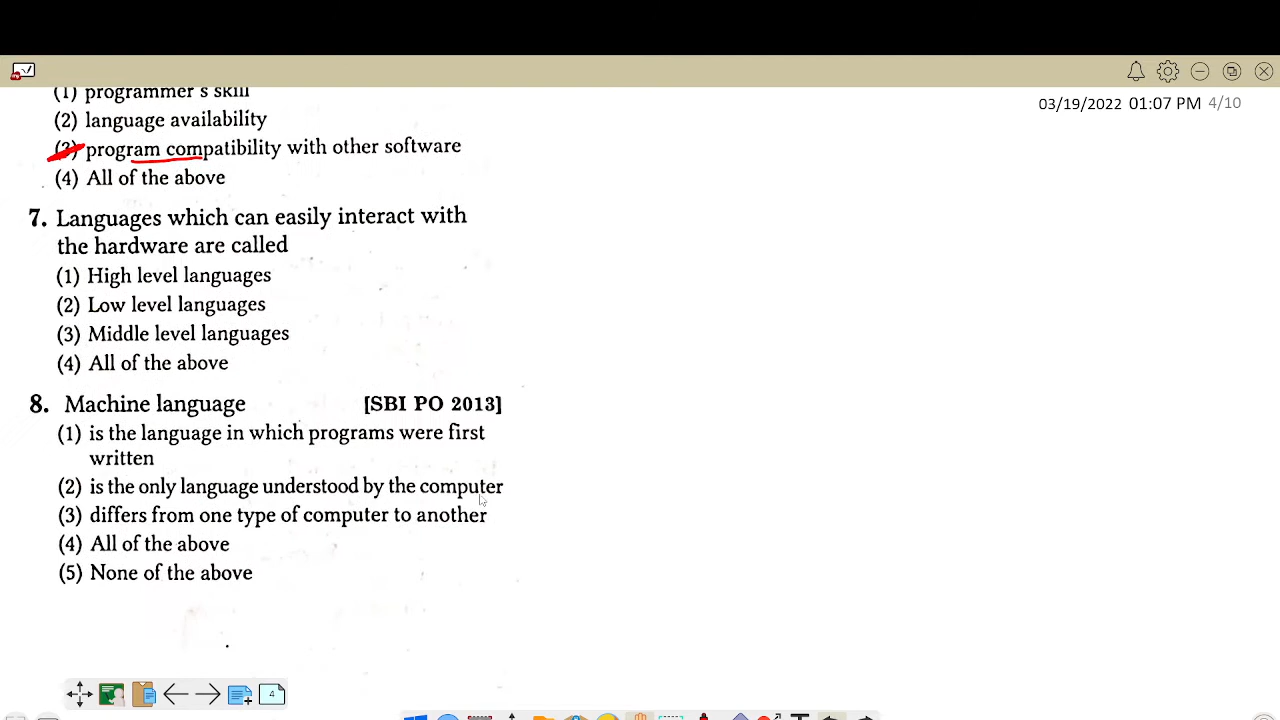 (1) programmer's skill
03/19/2022 01:07 PM 4/10
(2) language availability
(3) program compatibility with other software
(4) All of the above
7. Languages which can easily interact with
the hardware are called
(1) High level languages
(2) Low level languages
(3) Middle level languages
(4) All of the above
8. Machine language [SBI PO 2013]
(1) is the language in which programs were first
written
(2) is the only language understood by the computer
(3) differs from one type of computer to another
(4) All of the above
(5) None of the above
4